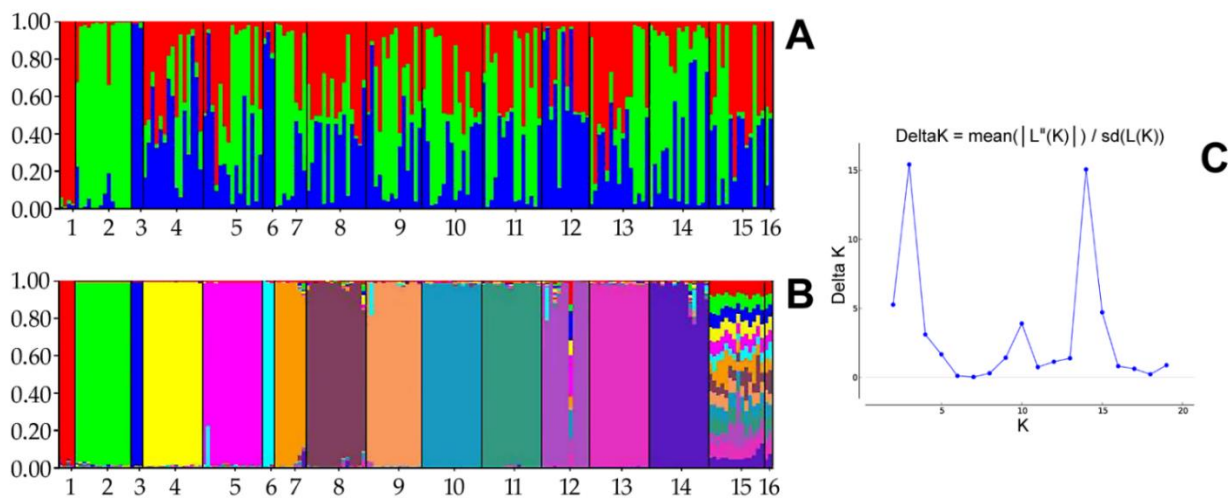 A
1.00
0.80
0.60
0.40
0.20
0.00
1 2 3 4 5 6 7 8 9 10 11 12 13 14 15 16
B
1.00
0.80
0.60
0.40
0.20
0.00
1 2 3 4 5 6 7 8 9 10 11 12 13 14 15 16
C
DeltaK = mean(|L"(K)|) / sd(L(K))
Delta K
15
10
5
0
5 10 15 20
K